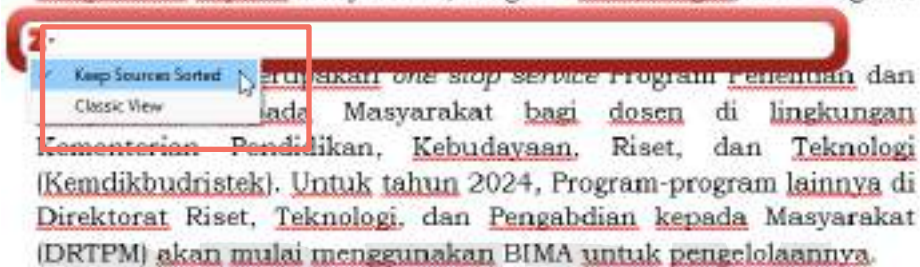 Z
Keep Sources Sorted
Classic View
one stop service Program Penelitian dan
Masyarakat bagi dosen di lingkungan
Kementerian Pendidikan, Kebudayaan, Riset, dan Teknologi
(Kemdikbudristek). Untuk tahun 2024, Program-program lainnya di
Direktorat Riset, Teknologi, dan Pengabdian kepada Masyarakat
(DRTPM) akan mulai menggunakan BIMA untuk pengelolaannya.